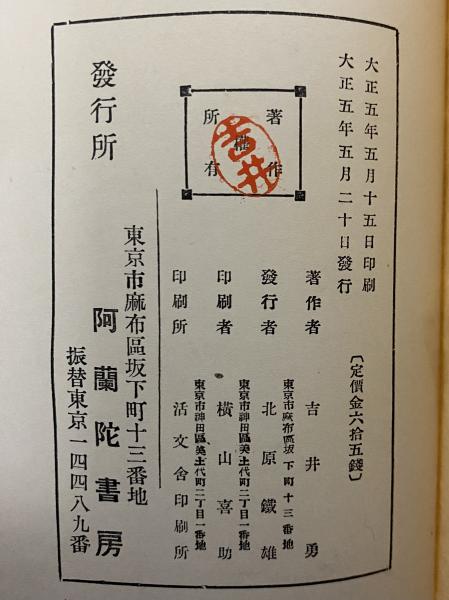 大正五年五月十五日印刷
大正五年五月二十日發行
〔定價金六拾五錢〕
著作
權
所有
吉井
著作者 吉井勇
東京市麻布區坂下町十三番地
發行者 北原鐵雄
東京市神田區美土代町二丁目一番地
印刷者 横山喜助
東京市神田區美土代町二丁目一番地
印刷所 活文舍印刷所
東京市麻布區坂下町十三番地
發行所 阿蘭陀書房
振替東京一四四八九番